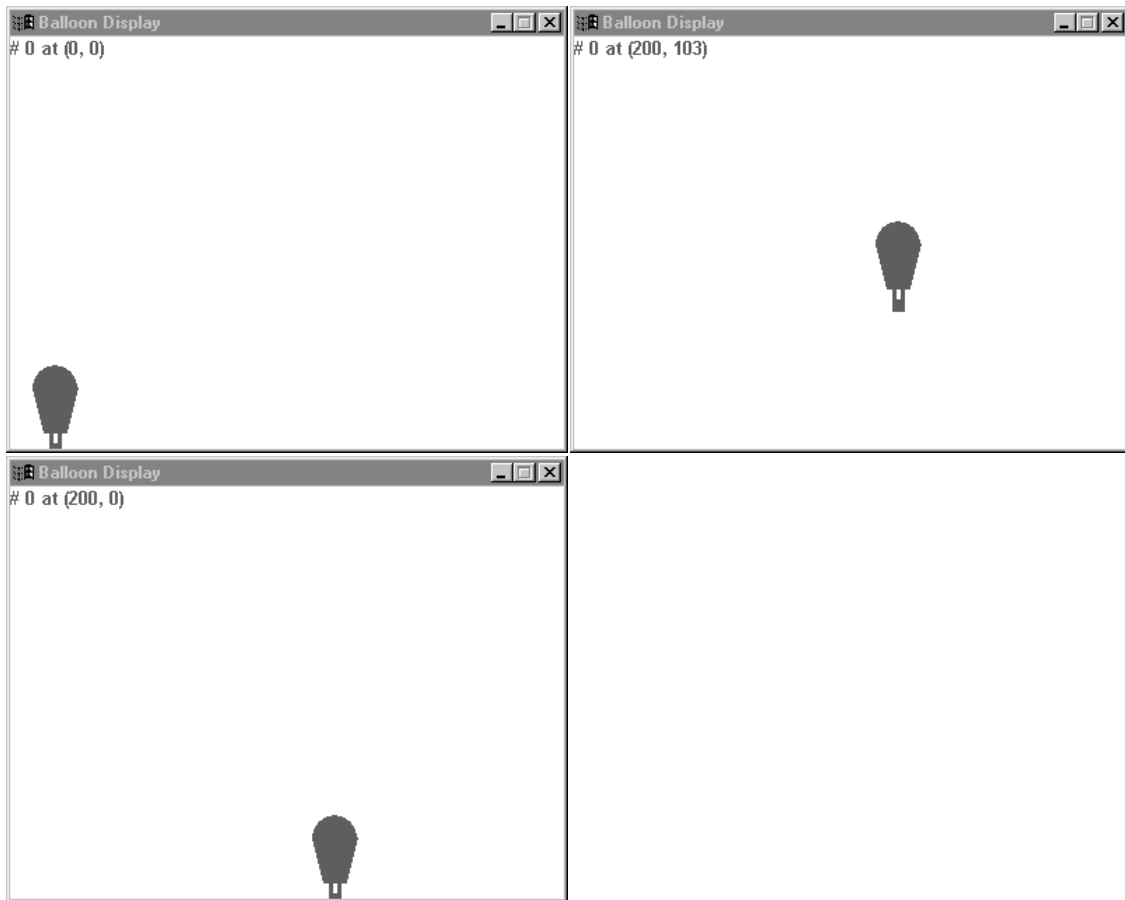 Balloon Display
# 0 at (0, 0)
Balloon Display
# 0 at (200, 103)
Balloon Display
# 0 at (200, 0)